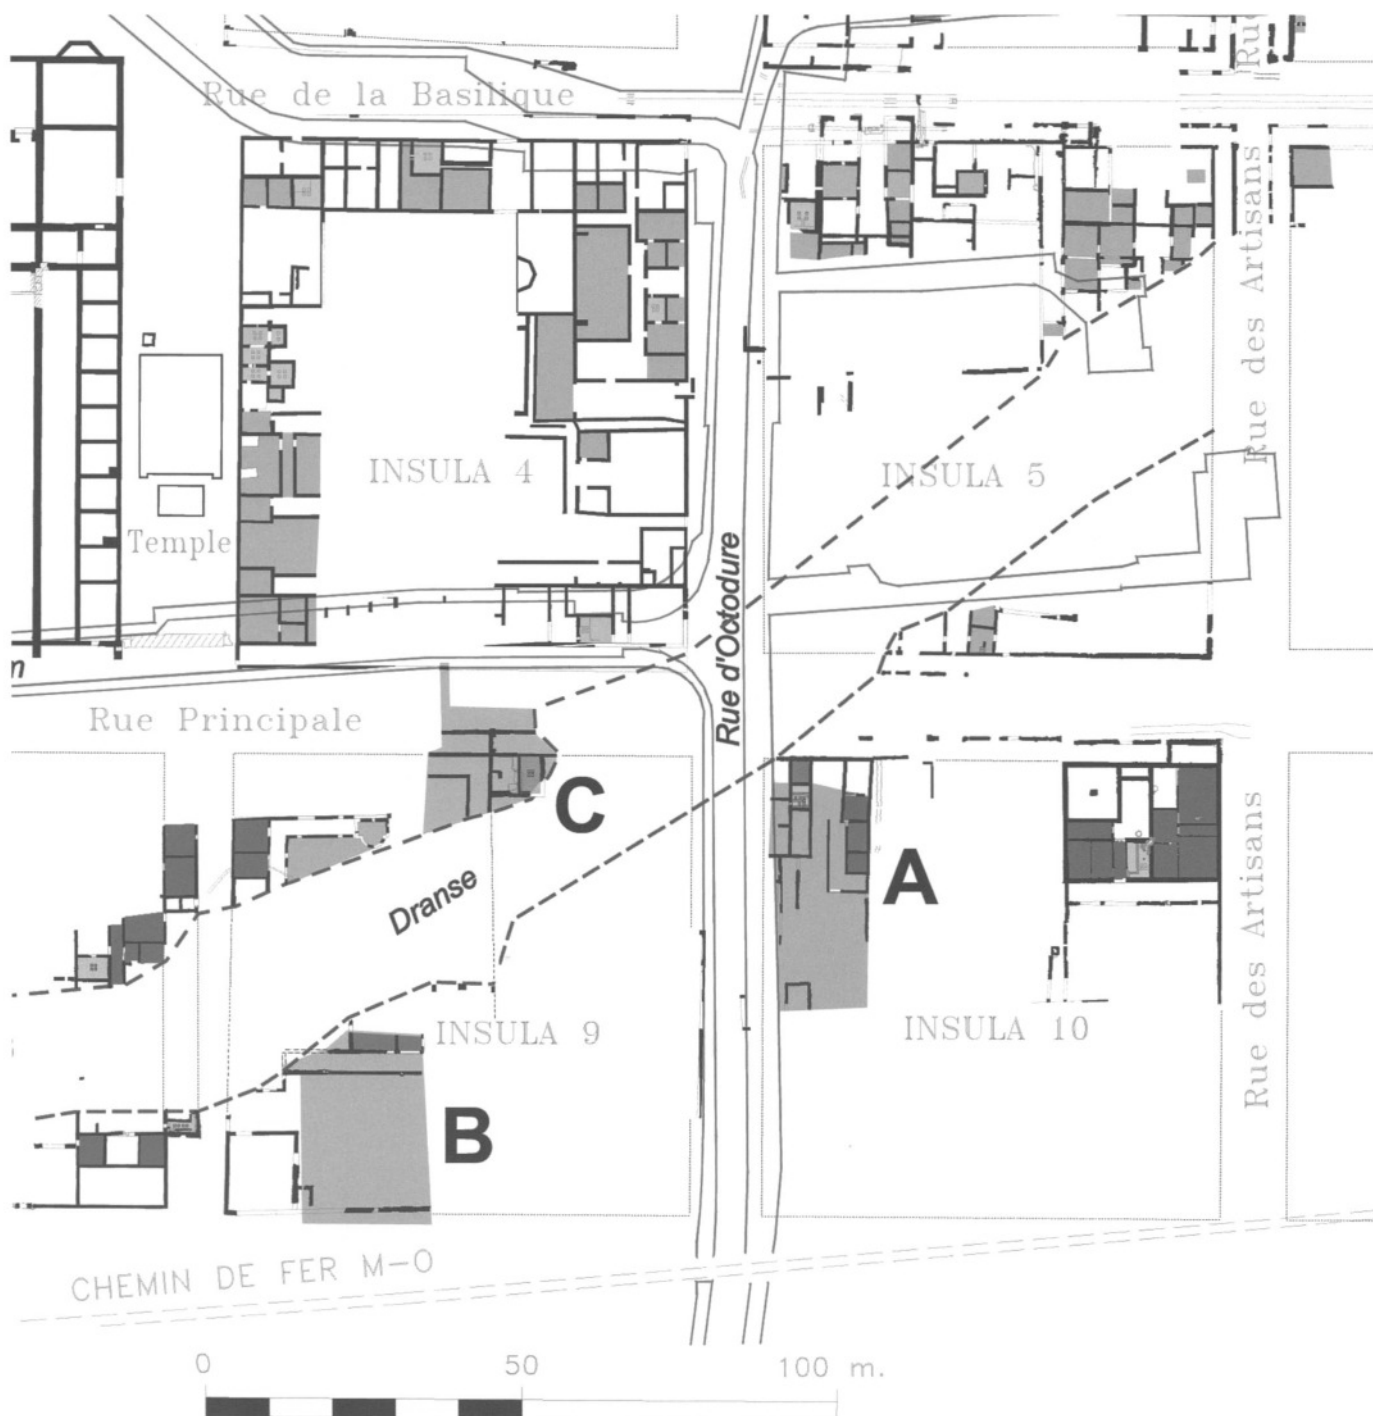 Rue de la Basilique
Rue
Rue des Artisans
INSULA 4
INSULA 5
Temple
Rue d'Octodure
Rue Principale
C
A
Dranse
INSULA 9
INSULA 10
Rue des Artisans
B
CHEMIN DE FER M-O
0 50 100 m.